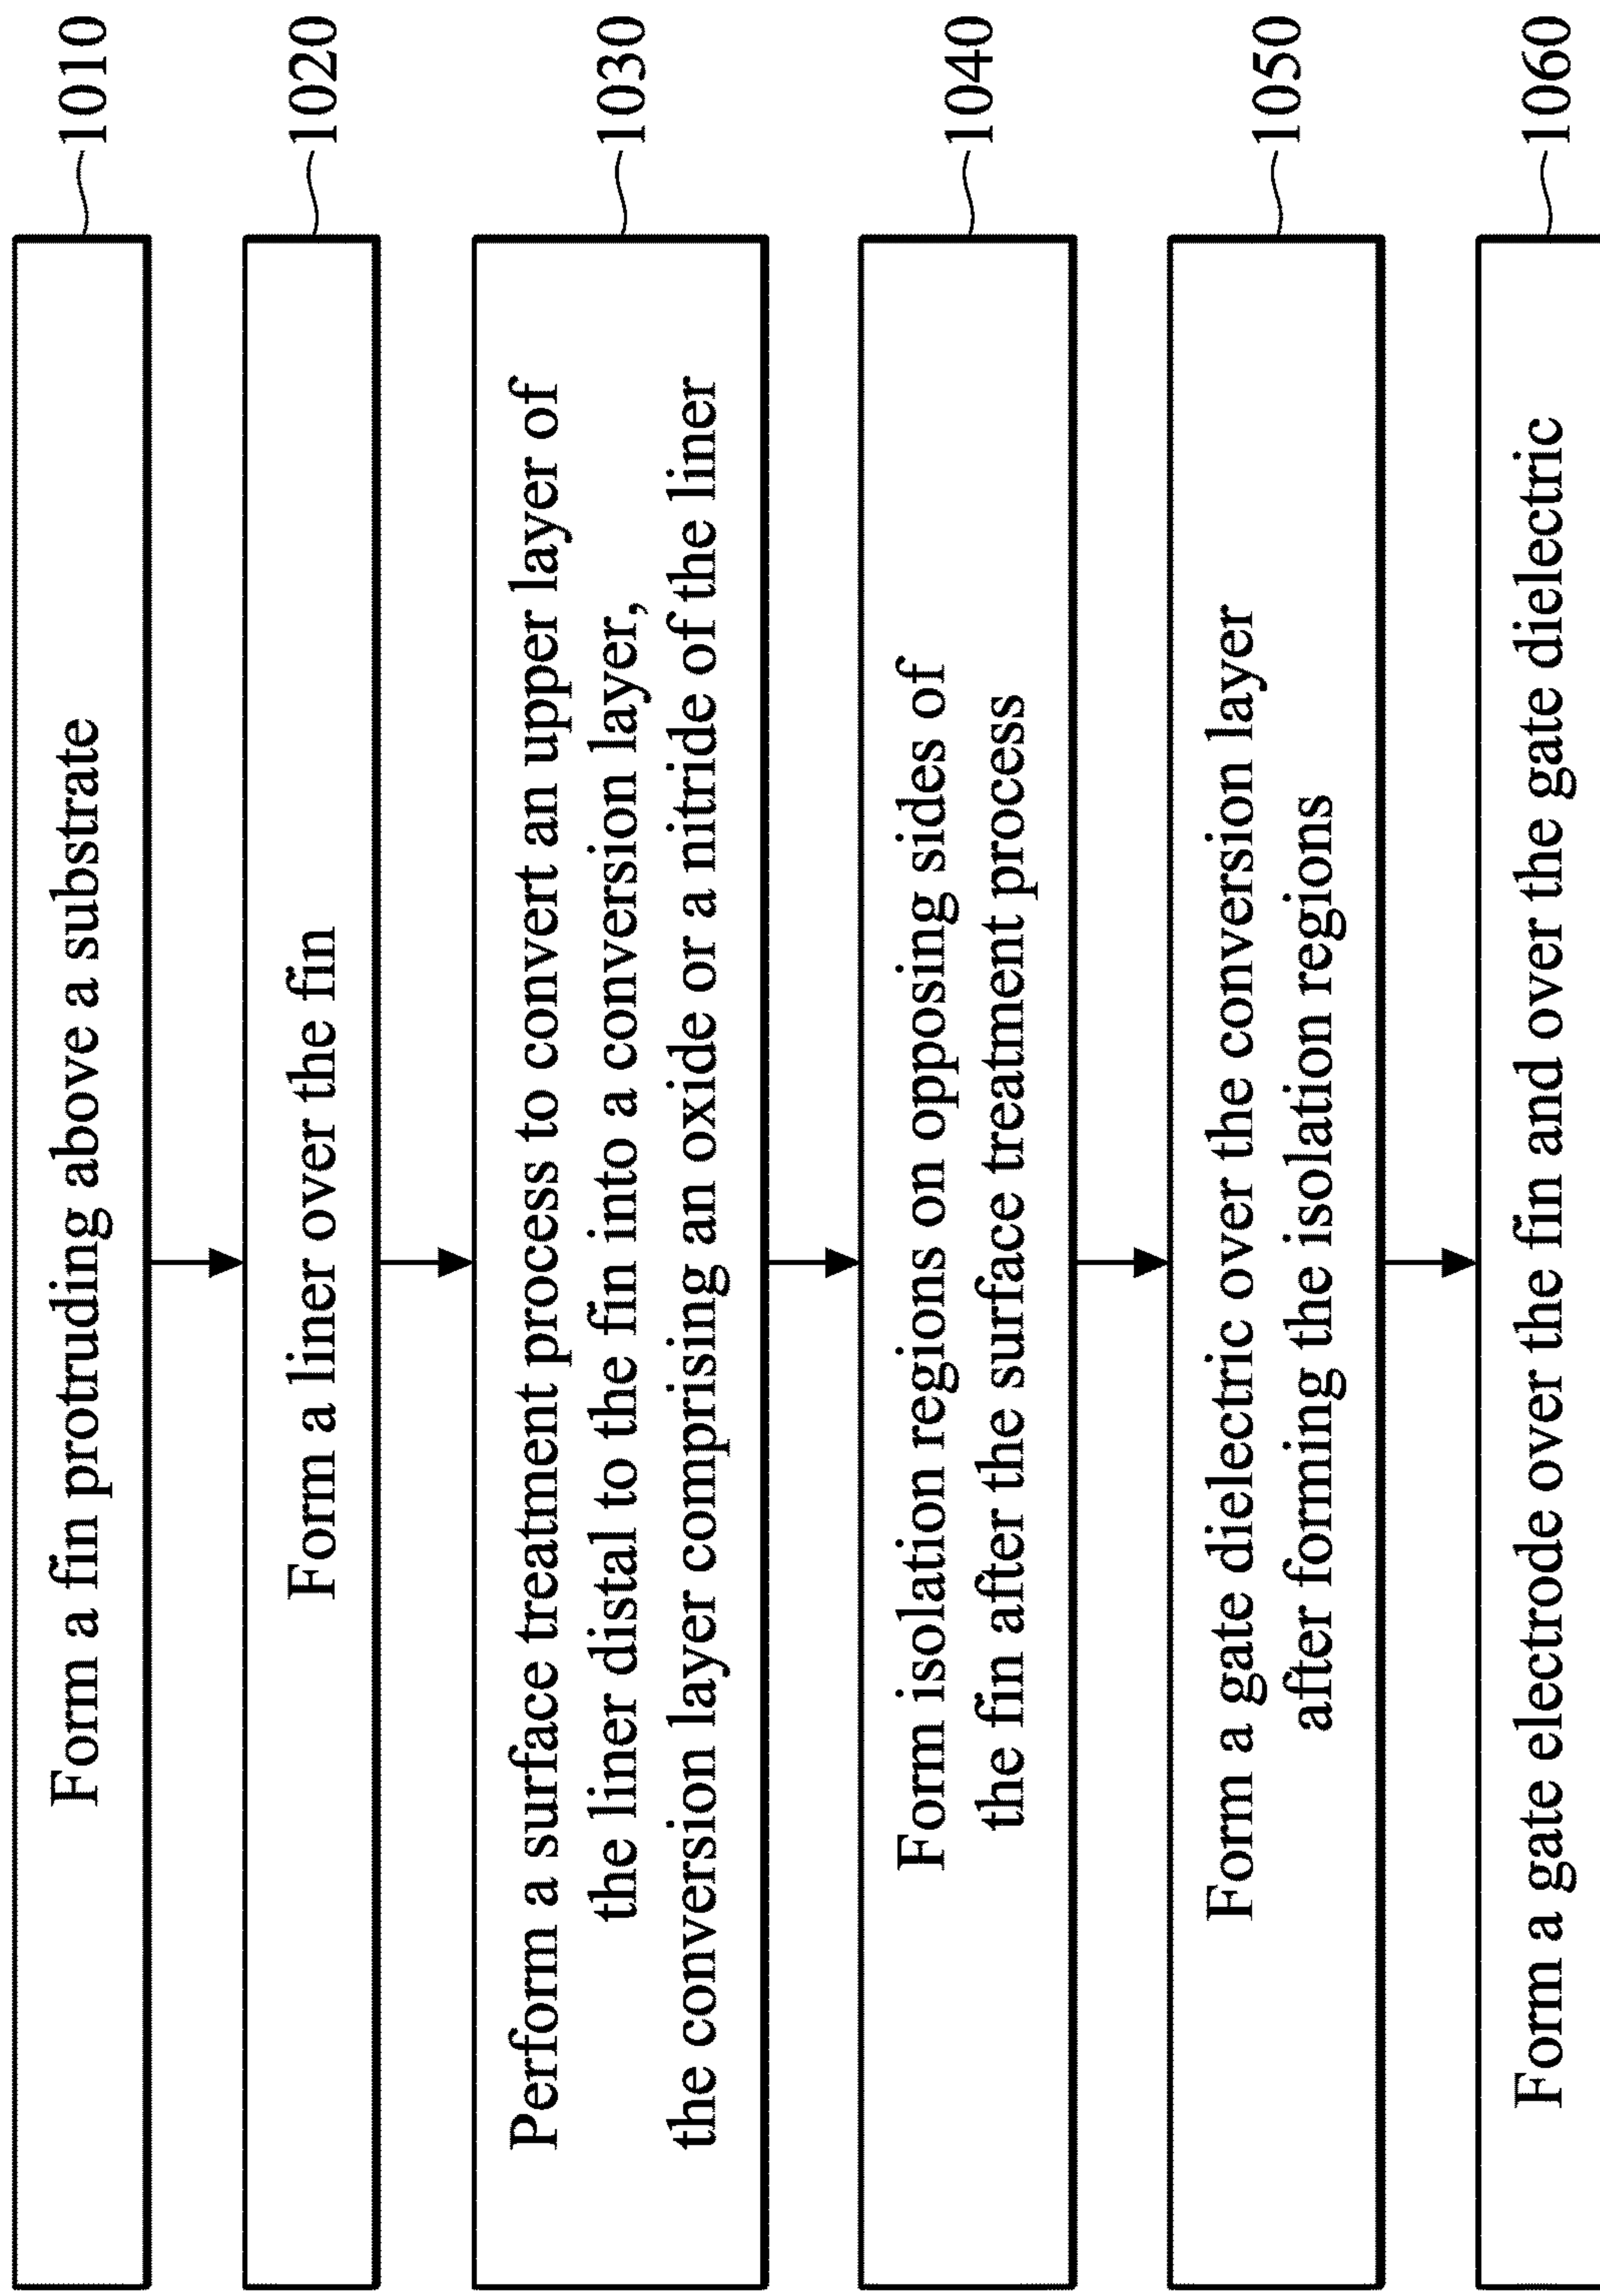 Form a fin protruding above a substrate
1010
Form a liner over the fin
1020
Perform a surface treatment process to convert an upper layer of
the liner distal to the fin into a conversion layer,
the conversion layer comprising an oxide or a nitride of the liner
1030
Form isolation regions on opposing sides of
the fin after the surface treatment process
1040
Form a gate dielectric over the conversion layer
after forming the isolation regions
1050
Form a gate electrode over the fin and over the gate dielectric
1060